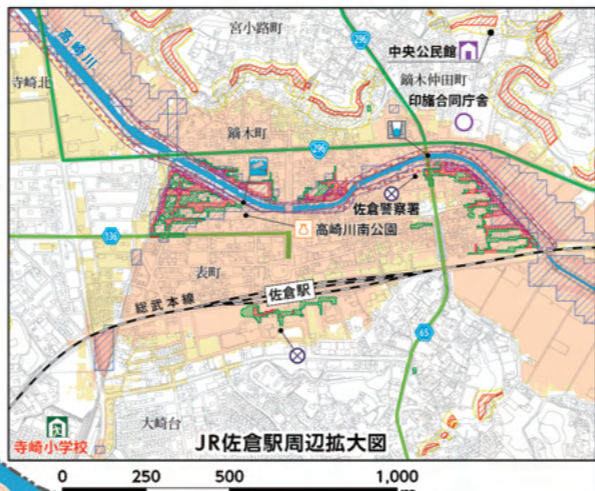 宮小路町
296
中央公民館
高崎川
寺崎北
鏑木仲田町
印旛合同庁舎
鏑木町
296
佐倉警察署
高崎川南公園
136
表町
総武本線
佐倉駅
65
大崎台
寺崎小学校
JR佐倉駅周辺拡大図
0 250 500 1,000
m